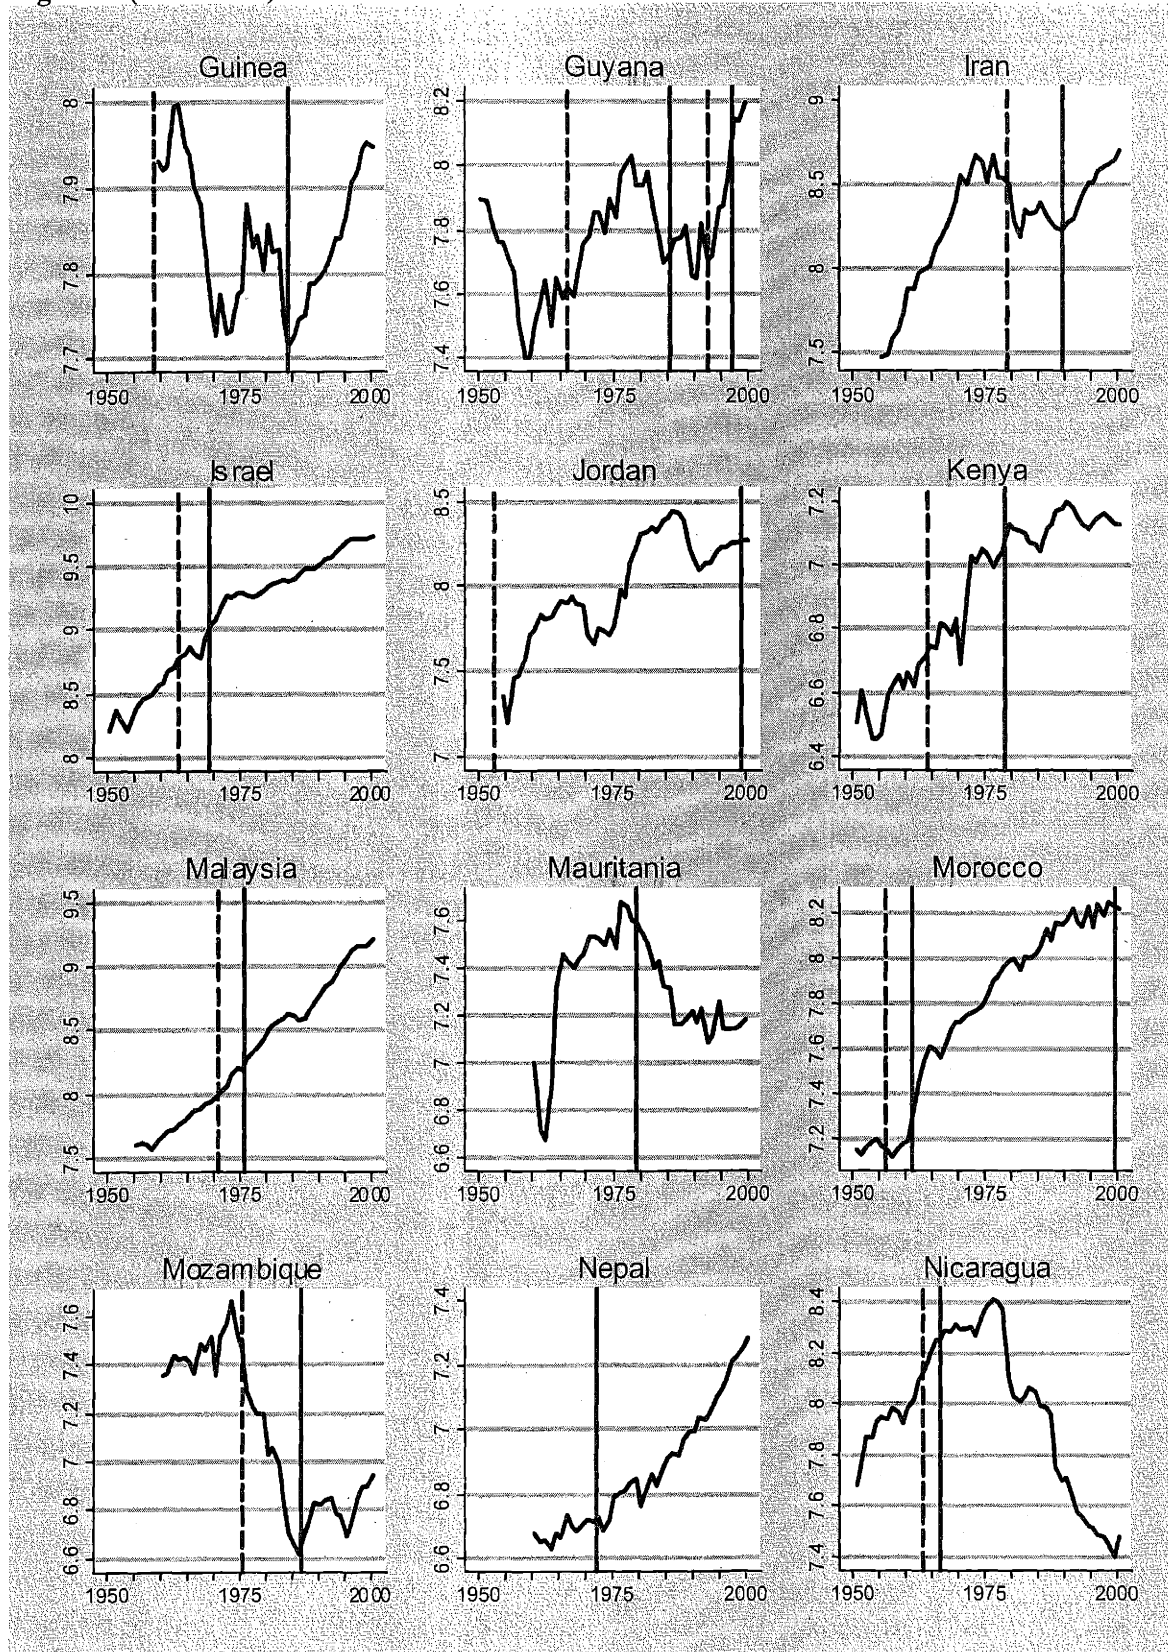 Guinea Guyana Iran
8 7.9 7.8 7.7
8.2 8 7.8 7.6 7.4
9 8.5 8 7.5
1950 1975 2000 1950 1975 2000 1950 1975 2000
Israel Jordan Kenya
10 9.5 9 8.5 8
8.5 8 7.5 7
7.2 7 6.8 6.6 6.4
1950 1975 2000 1950 1975 2000 1950 1975 2000
Malaysia Mauritania Morocco
9.5 9 8.5 8 7.5
7.6 7.4 7.2 7 6.8 6.6
8.2 8 7.8 7.6 7.4 7.2
1950 1975 2000 1950 1975 2000 1950 1975 2000
Mozambique Nepal Nicaragua
7.6 7.4 7.2 7 6.8 6.6
7.4 7.2 7 6.8 6.6
8.4 8.2 8 7.8 7.6 7.4
1950 1975 2000 1950 1975 2000 1950 1975 2000